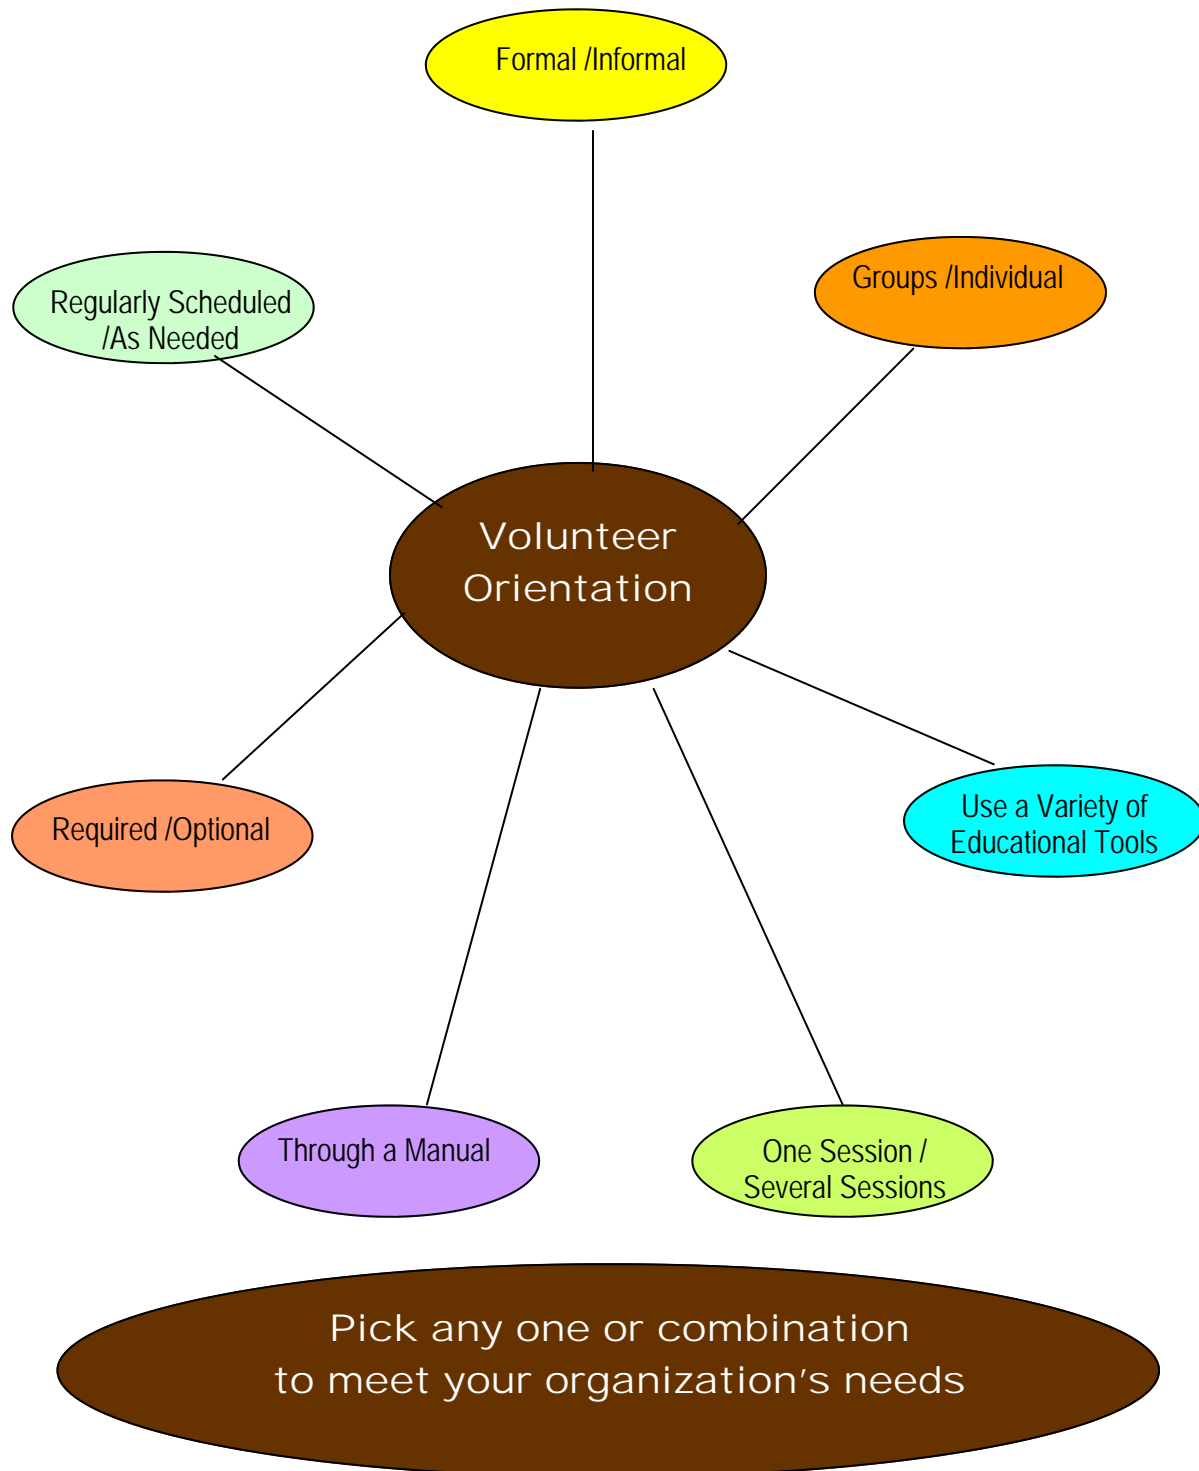 Formal /Informal
Groups /Individual
Regularly Scheduled
/As Needed
Volunteer
Orientation
Required /Optional
Use a Variety of
Educational Tools
Through a Manual
One Session /
Several Sessions
Pick any one or combination
to meet your organization's needs